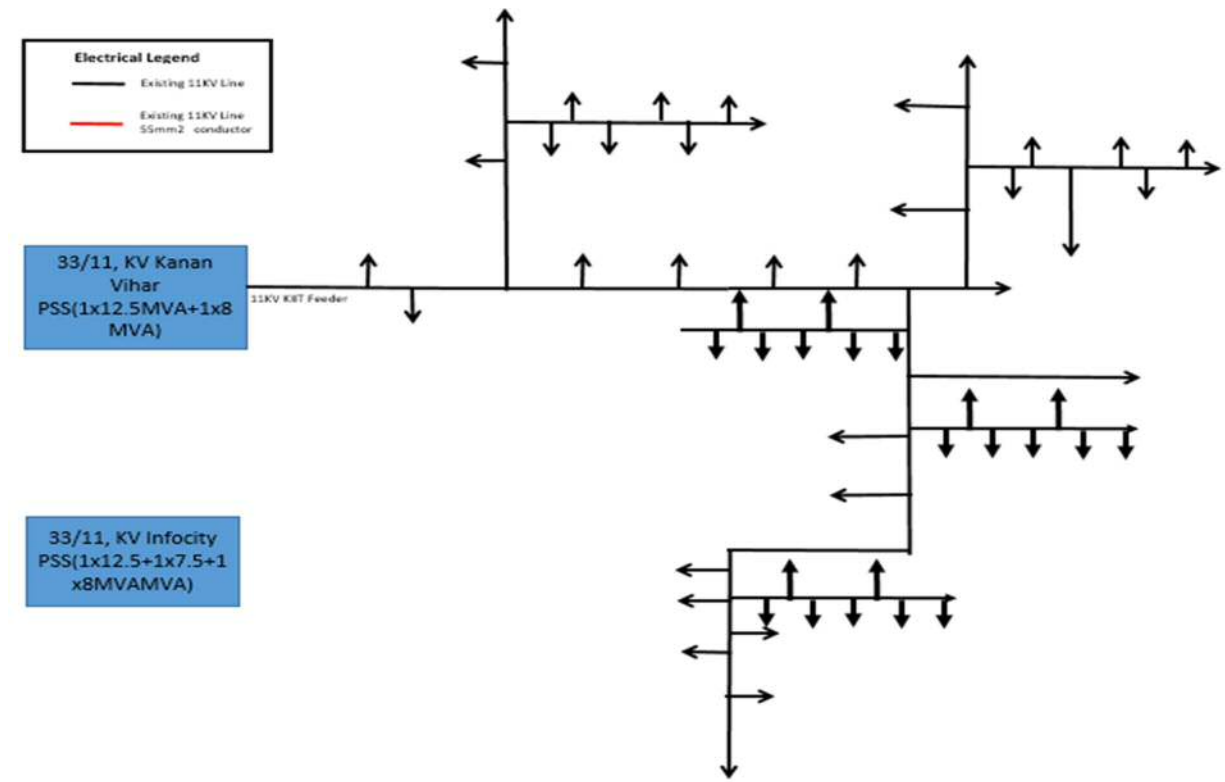 Electrical Legend
Existing 11KV Line
Existing 11KV Line
55mm2 conductor
33/11, KV Kanan
Vihar
PSS(1x12.5MVA+1x8
MVA)
11KV KIIT Feeder
33/11, KV Infocity
PSS(1x12.5+1x7.5+1
x8MVAMVA)